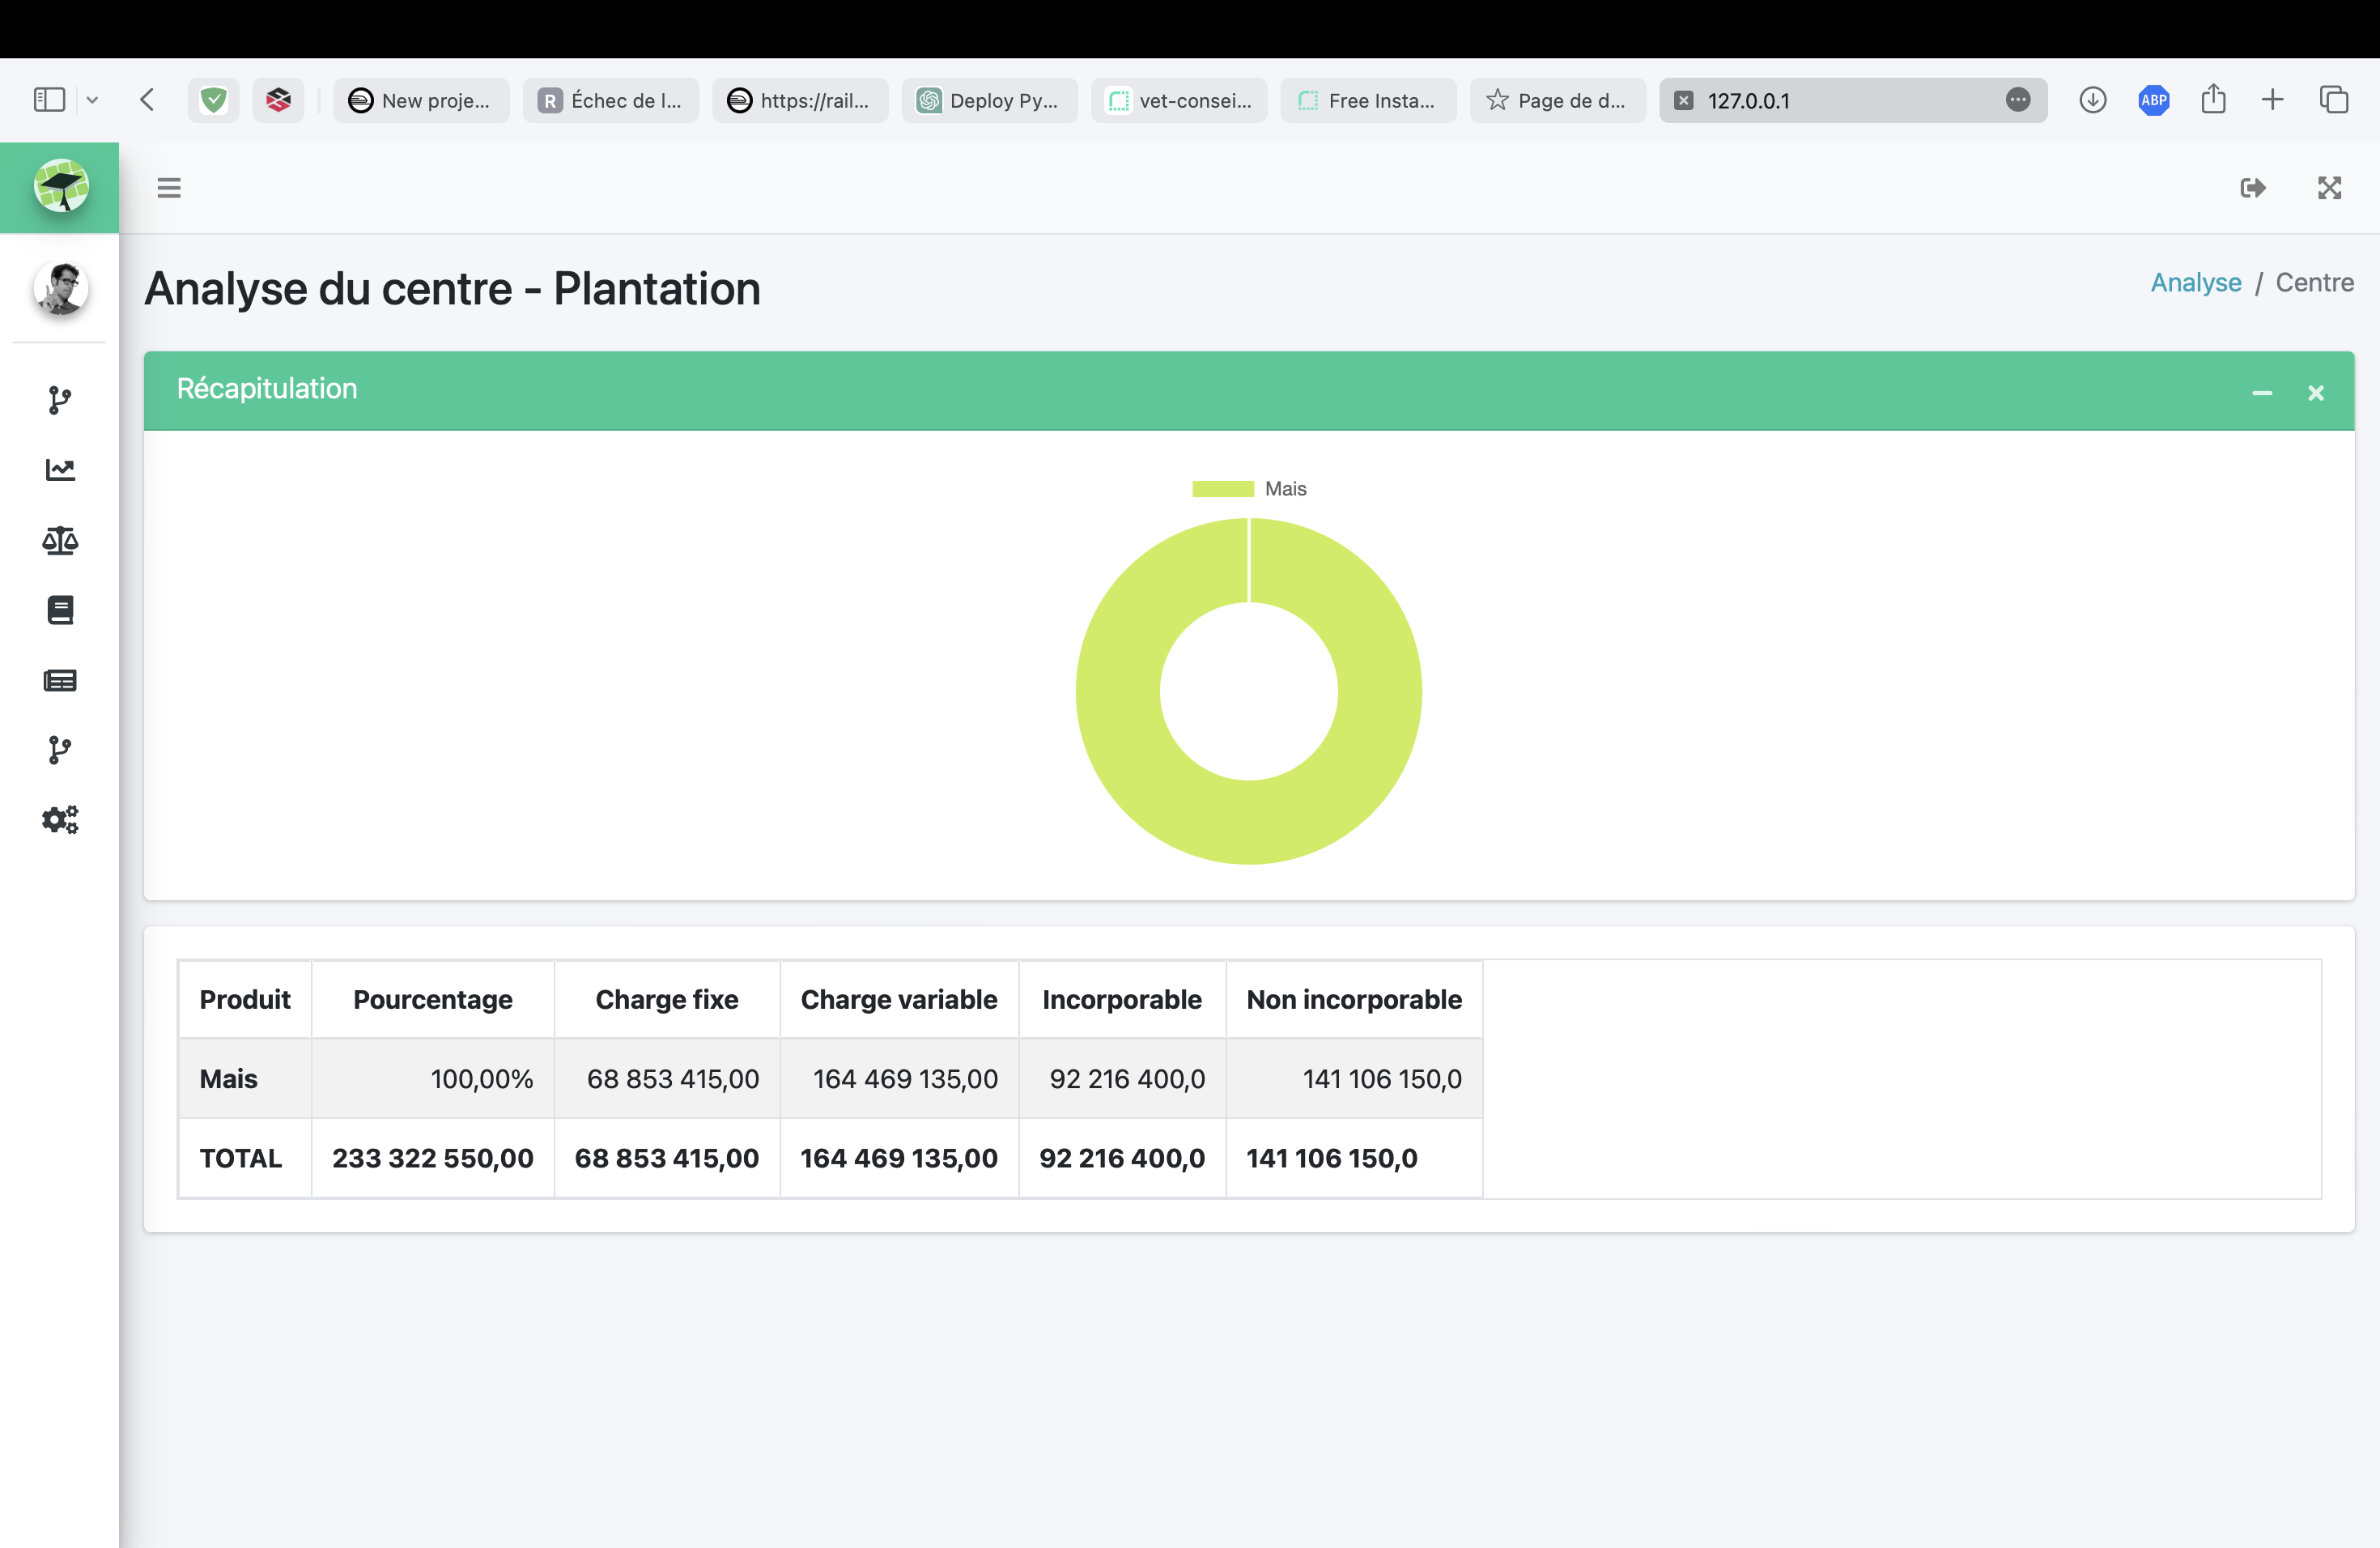 New proje...
R Échec de l...
https://rail...
Deploy Py...
vet-consei...
Free Insta...
Page de d...
127.0.0.1
ABP
Analyse du centre - Plantation
Analyse / Centre
Récapitulation
Mais
Produit Pourcentage Charge fixe Charge variable Incorporable Non incorporable
Mais 100,00% 68 853 415,00 164 469 135,00 92 216 400,0 141 106 150,0
TOTAL 233 322 550,00 68 853 415,00 164 469 135,00 92 216 400,0 141 106 150,0